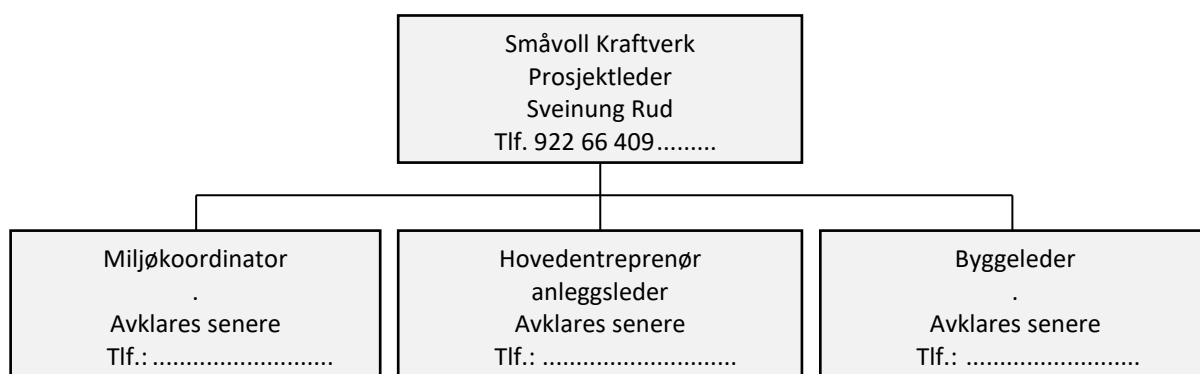 Småvoll Kraftverk
Prosjektleder
Sveinung Rud
Tlf. 922 66 409.........
Miljøkoordinator
.
Avklares senere
Tlf.: ...........................
Hovedentreprenør
anleggsleder
Avklares senere
Tlf.: .............................
Byggeleder
.
Avklares senere
Tlf.: ..........................